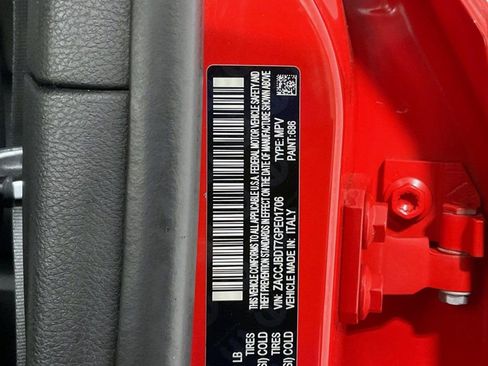 THIS VEHICLE CONFORMS TO ALL APPLICABLE U.S.A. FEDERAL MOTOR VEHICLE SAFETY AND
THEFT PREVENTION STANDARDS IN EFFECT ON THE DATE OF MANUFACTURE SHOWN ABOVE
VIN: ZACCJBDT7GPE01706 TYPE: MPV
VEHICLE MADE IN: ITALY PAINT: 686
LB
TIRES
SI) COLD
TIRES
SI) COLD